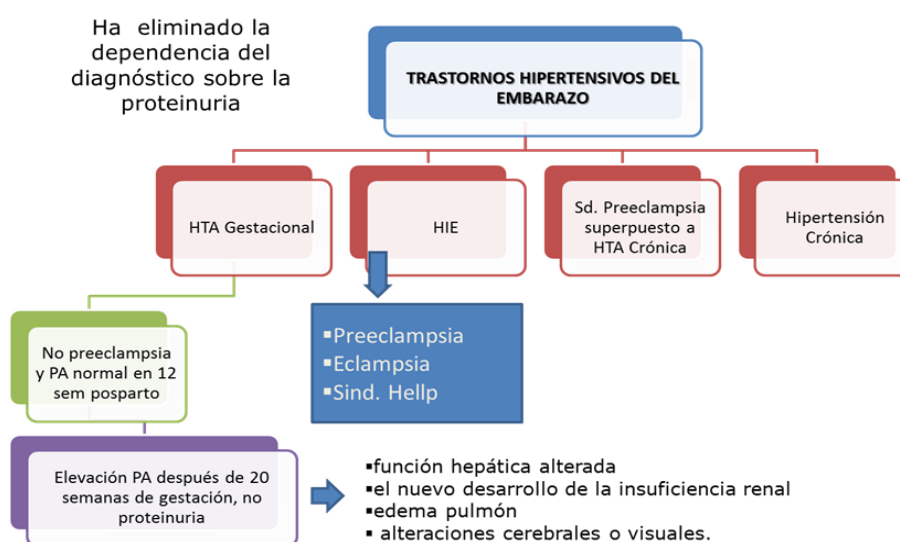 Ha eliminado la
dependencia del
diagnóstico sobre la
proteinuria
TRASTORNOS HIPERTENSIVOS DEL
EMBARAZO
HTA Gestacional
HIE
Sd. Preeclampsia
superpuesto a
HTA Crónica
Hipertensión
Crónica
No preeclampsia
y PA normal en 12
sem posparto
▪Preeclampsia
▪Eclampsia
▪Sind. Hellp
Elevación PA después de 20
semanas de gestación, no
proteinuria
▪función hepática alterada
▪el nuevo desarrollo de la insuficiencia renal
▪edema pulmón
▪ alteraciones cerebrales o visuales.